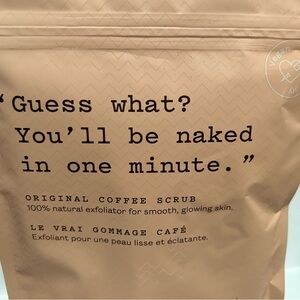 “Guess what?
You’ll be naked
in one minute.”
ORIGINAL COFFEE SCRUB
100% natural exfoliator for smooth, glowing skin.
LE VRAI GOMMAGE CAFÉ
Exfoliant pour une peau lisse et éclatante.